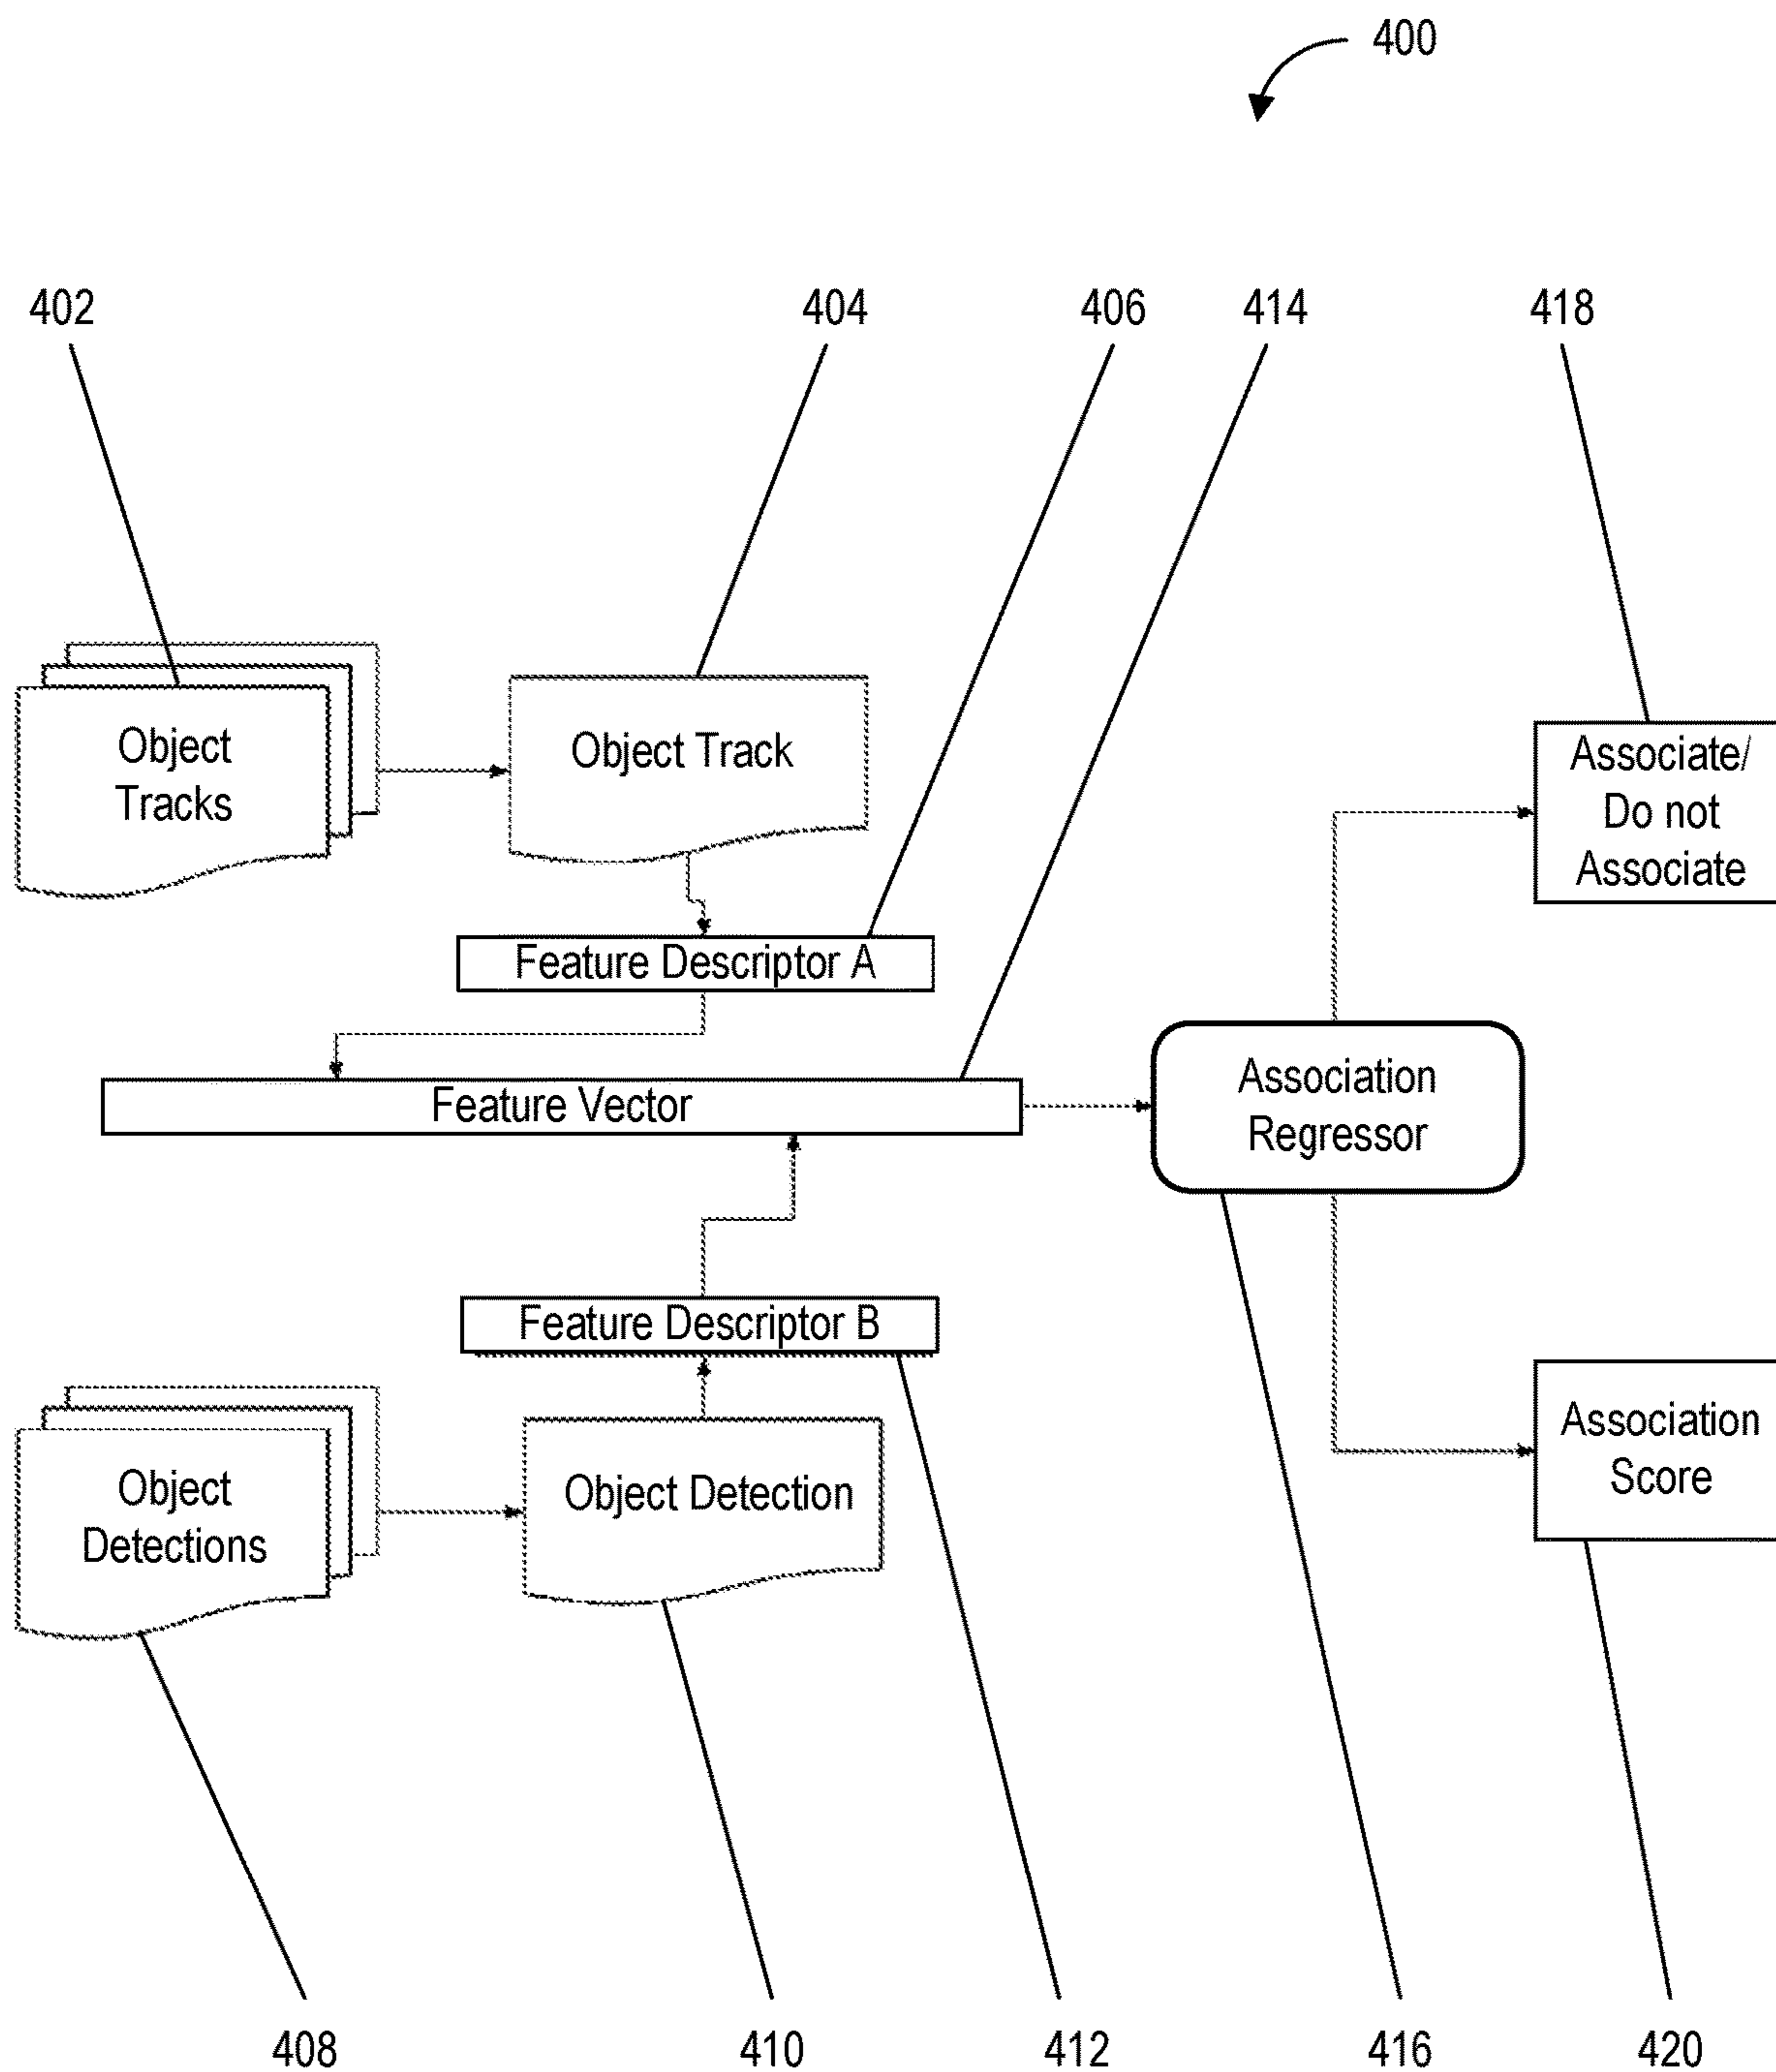 400
402
404
406
414
418
Object
Tracks
Object Track
Associate/
Do not
Associate
Feature Descriptor A
Feature Vector
Association
Regressor
Feature Descriptor B
Object
Detections
Object Detection
Association
Score
408
410
412
416
420